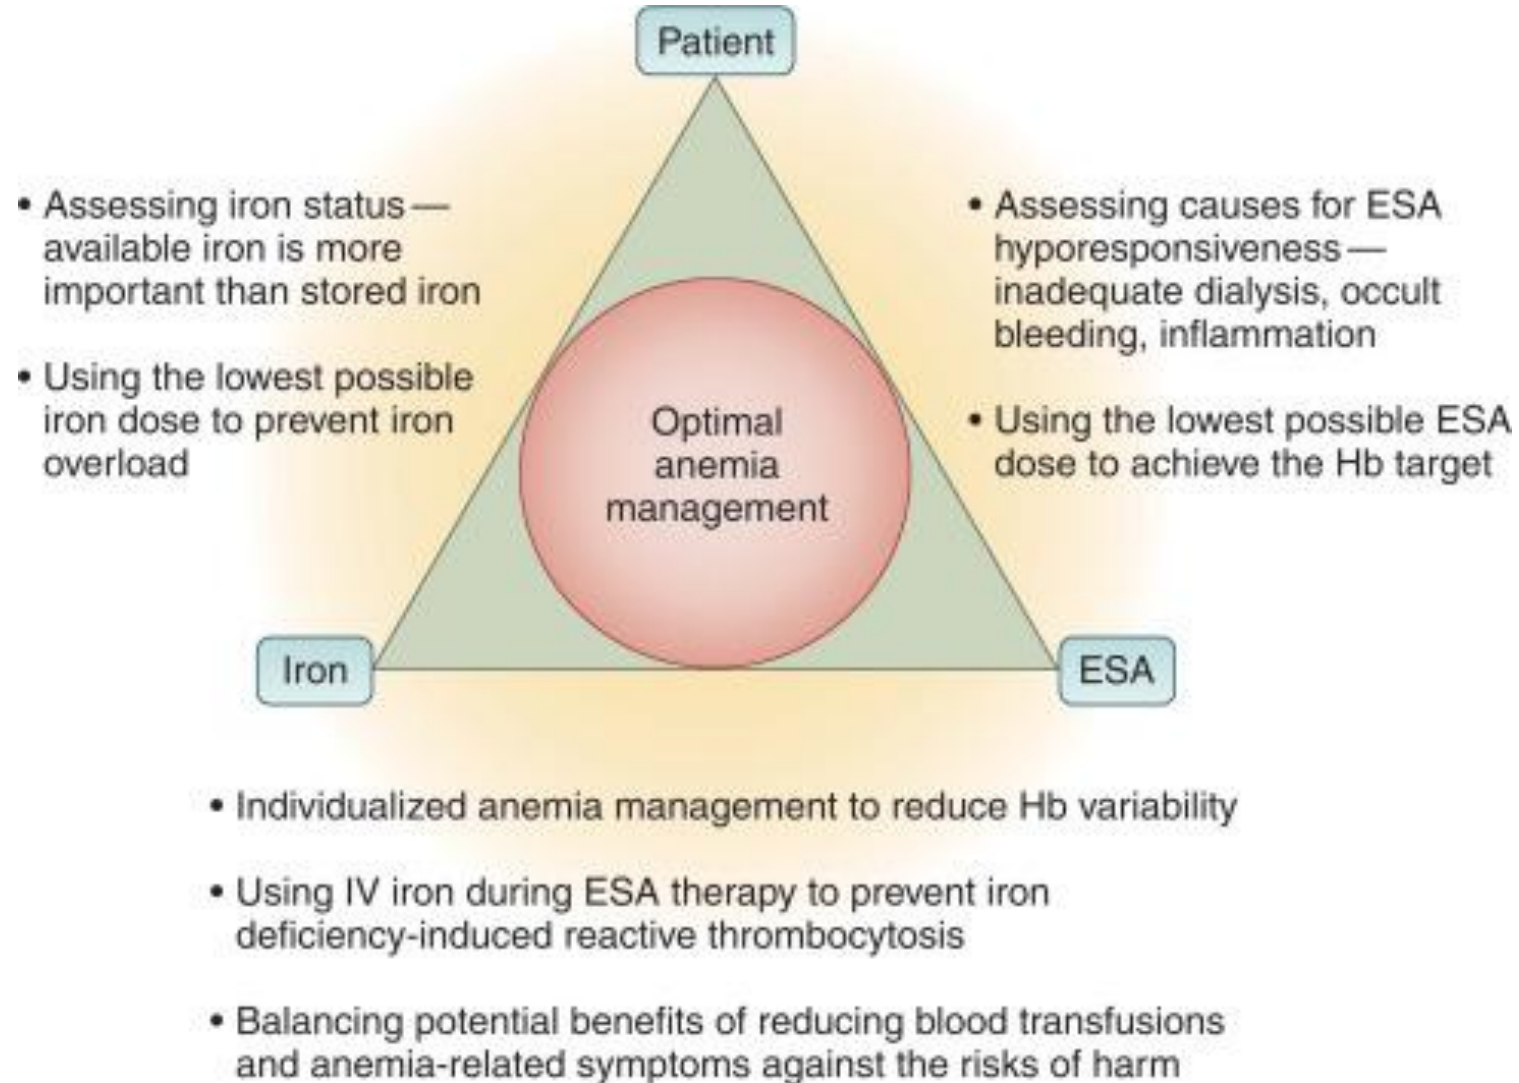 Patient
• Assessing iron status—
available iron is more
important than stored iron
• Using the lowest possible
iron dose to prevent iron
overload
• Assessing causes for ESA
hyporesponsiveness—
inadequate dialysis, occult
bleeding, inflammation
• Using the lowest possible ESA
dose to achieve the Hb target
Optimal
anemia
management
Iron
ESA
• Individualized anemia management to reduce Hb variability
• Using IV iron during ESA therapy to prevent iron
deficiency-induced reactive thrombocytosis
• Balancing potential benefits of reducing blood transfusions
and anemia-related symptoms against the risks of harm